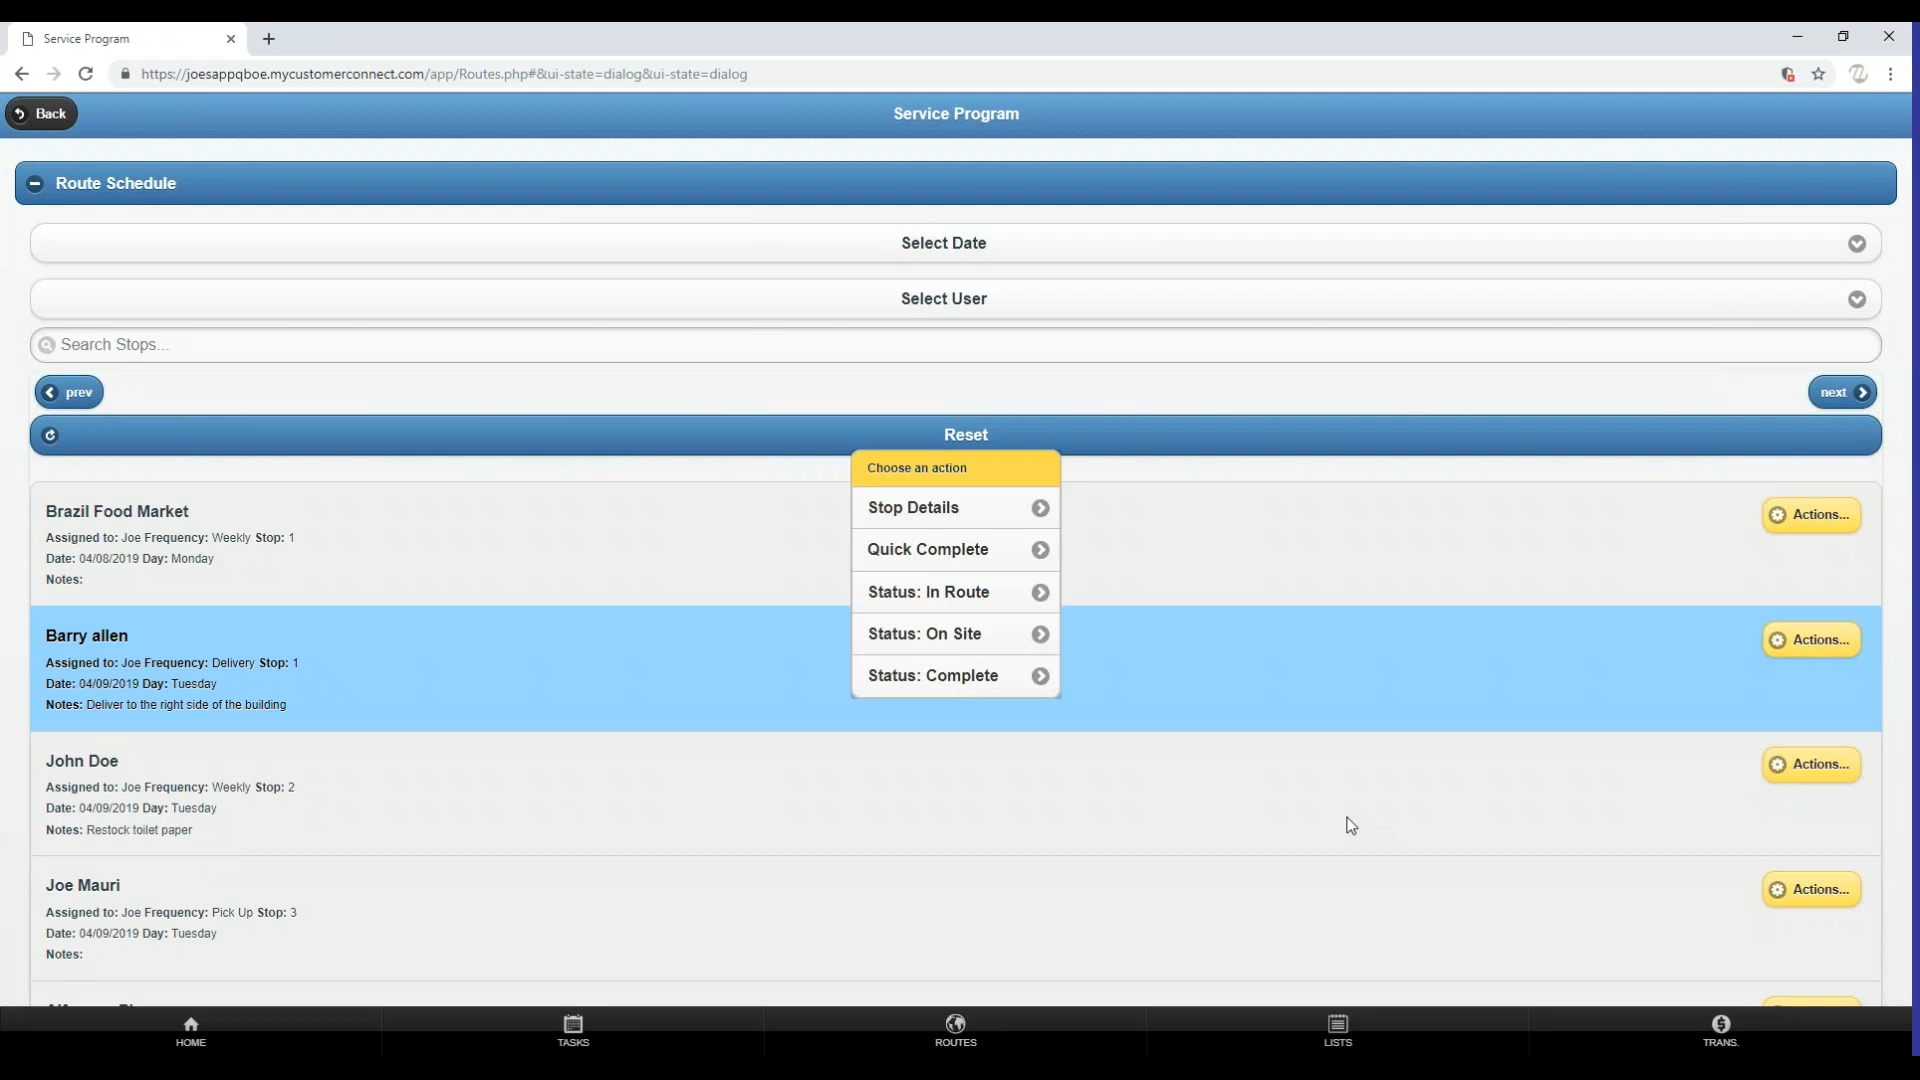 Service Program
https://joesappqboe.mycustomerconnect.com/app/Routes.php#&ui-state=dialog&ui-state=dialog
Back
Service Program
Route Schedule
Select Date
Select User
Search Stops...
prev
next
Reset
Choose an action
Stop Details
Quick Complete
Status: In Route
Status: On Site
Status: Complete
Brazil Food Market
Assigned to: Joe Frequency: Weekly Stop: 1
Date: 04/08/2019 Day: Monday
Notes:
Actions...
Barry allen
Assigned to: Joe Frequency: Delivery Stop: 1
Date: 04/09/2019 Day: Tuesday
Notes: Deliver to the right side of the building
Actions...
John Doe
Assigned to: Joe Frequency: Weekly Stop: 2
Date: 04/09/2019 Day: Tuesday
Notes: Restock toilet paper
Actions...
Joe Mauri
Assigned to: Joe Frequency: Pick Up Stop: 3
Date: 04/09/2019 Day: Tuesday
Notes:
Actions...
HOME
TASKS
ROUTES
LISTS
TRANS.